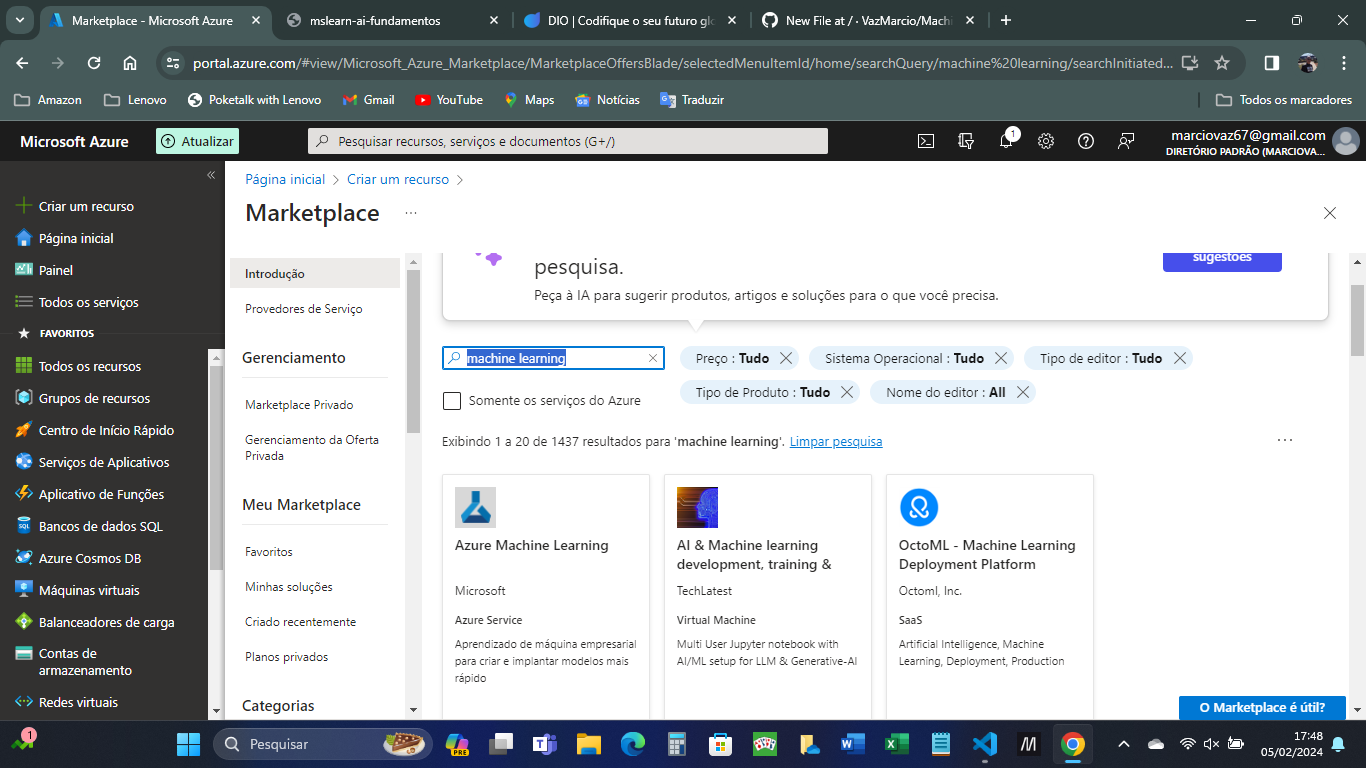 Marketplace - Microsoft Azure
mslearn-ai-fundamentos
DIO | Codifique o seu futuro glo
New File at / · VazMarcio/Machi
portal.azure.com/#view/Microsoft_Azure_Marketplace/MarketplaceOffersBlade/selectedMenuItemId/home/searchQuery/machine%20learning/searchInitiated...
Amazon
Lenovo
Poketalk with Lenovo
Gmail
YouTube
Maps
Notícias
Traduzir
Todos os marcadores
Microsoft Azure
Atualizar
Pesquisar recursos, serviços e documentos (G+/)
1
marciovaz67@gmail.com
DIRETÓRIO PADRÃO (MARCIOVA...
Criar um recurso
Página inicial
Painel
Todos os serviços
FAVORITOS
Todos os recursos
Grupos de recursos
Centro de Início Rápido
Serviços de Aplicativos
Aplicativo de Funções
Bancos de dados SQL
Azure Cosmos DB
Máquinas virtuais
Balanceadores de carga
Contas de
armazenamento
Redes virtuais
Página inicial > Criar um recurso >
Marketplace ...
Introdução
Provedores de Serviço
Gerenciamento
Marketplace Privado
Gerenciamento da Oferta
Privada
Meu Marketplace
Favoritos
Minhas soluções
Criado recentemente
Planos privados
Categorias
pesquisa.
Peça à IA para sugerir produtos, artigos e soluções para o que você precisa.
sugestões
machine learning
Preço : Tudo
Sistema Operacional : Tudo
Tipo de editor : Tudo
Tipo de Produto : Tudo
Nome do editor : All
Somente os serviços do Azure
Exibindo 1 a 20 de 1437 resultados para 'machine learning'. Limpar pesquisa
Azure Machine Learning
Microsoft
Azure Service
Aprendizado de máquina empresarial
para criar e implantar modelos mais
rápido
AI & Machine learning
development, training &
TechLatest
Virtual Machine
Multi User Jupyter notebook with
AI/ML setup for LLM & Generative-AI
OctoML - Machine Learning
Deployment Platform
Octoml, Inc.
SaaS
Artificial Intelligence, Machine
Learning, Deployment, Production
O Marketplace é útil?
1
Pesquisar
PRE
17:48
05/02/2024